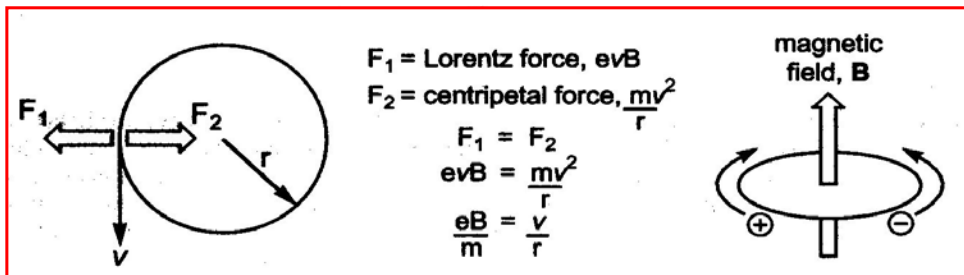 F₁
F₂
r
v
F₁ = Lorentz force, evB
F₂ = centripetal force, mv²/r
F₁ = F₂
evB = mv²/r
eB/m = v/r
magnetic
field, B
+
−